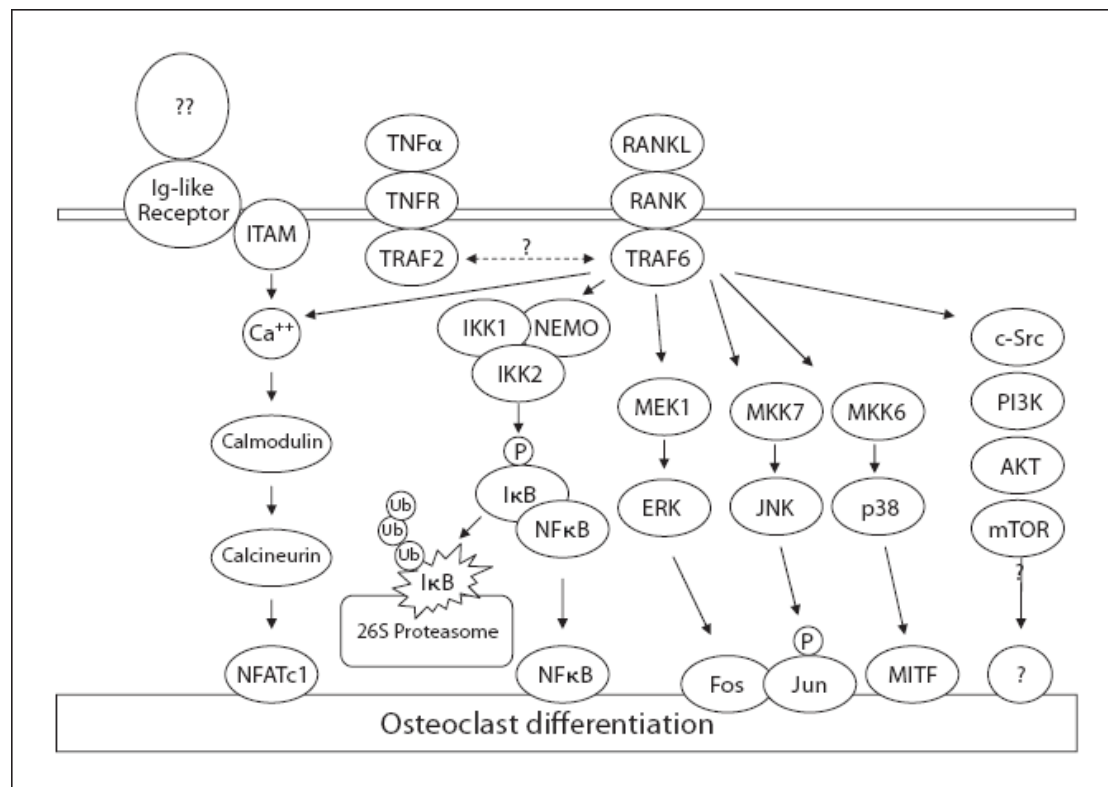 ??
TNFα
RANKL
Ig-like
Receptor
TNFR
RANK
ITAM
TRAF2
?
TRAF6
Ca++
IKK1
NEMO
IKK2
c-Src
MEK1
MKK7
MKK6
PI3K
Calmodulin
P
IκB
NFκB
ERK
JNK
p38
AKT
mTOR
?
Ub
Ub
Ub
IκB
26S Proteasome
Calcineurin
P
NFATc1
NFκB
Fos
Jun
MITF
?
Osteoclast differentiation